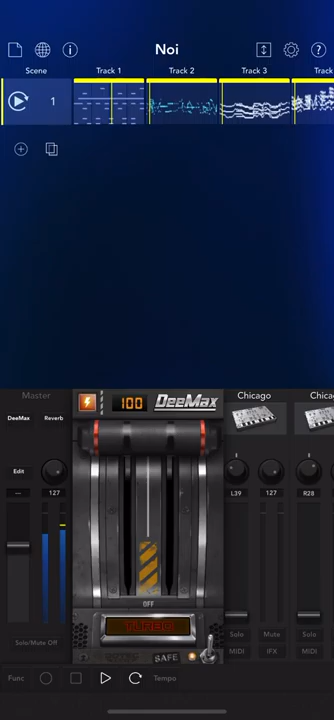 Noi
Scene Track 1 Track 2 Track 3 Track
1
Master
DeeMax Reverb
100 DeeMax
Chicago
Edit
--- 127 L39 127 R28
OFF
TURBO
SAFE
Solo/Mute Off
Solo Mute Solo
MIDI IFX MIDI
Func Tempo